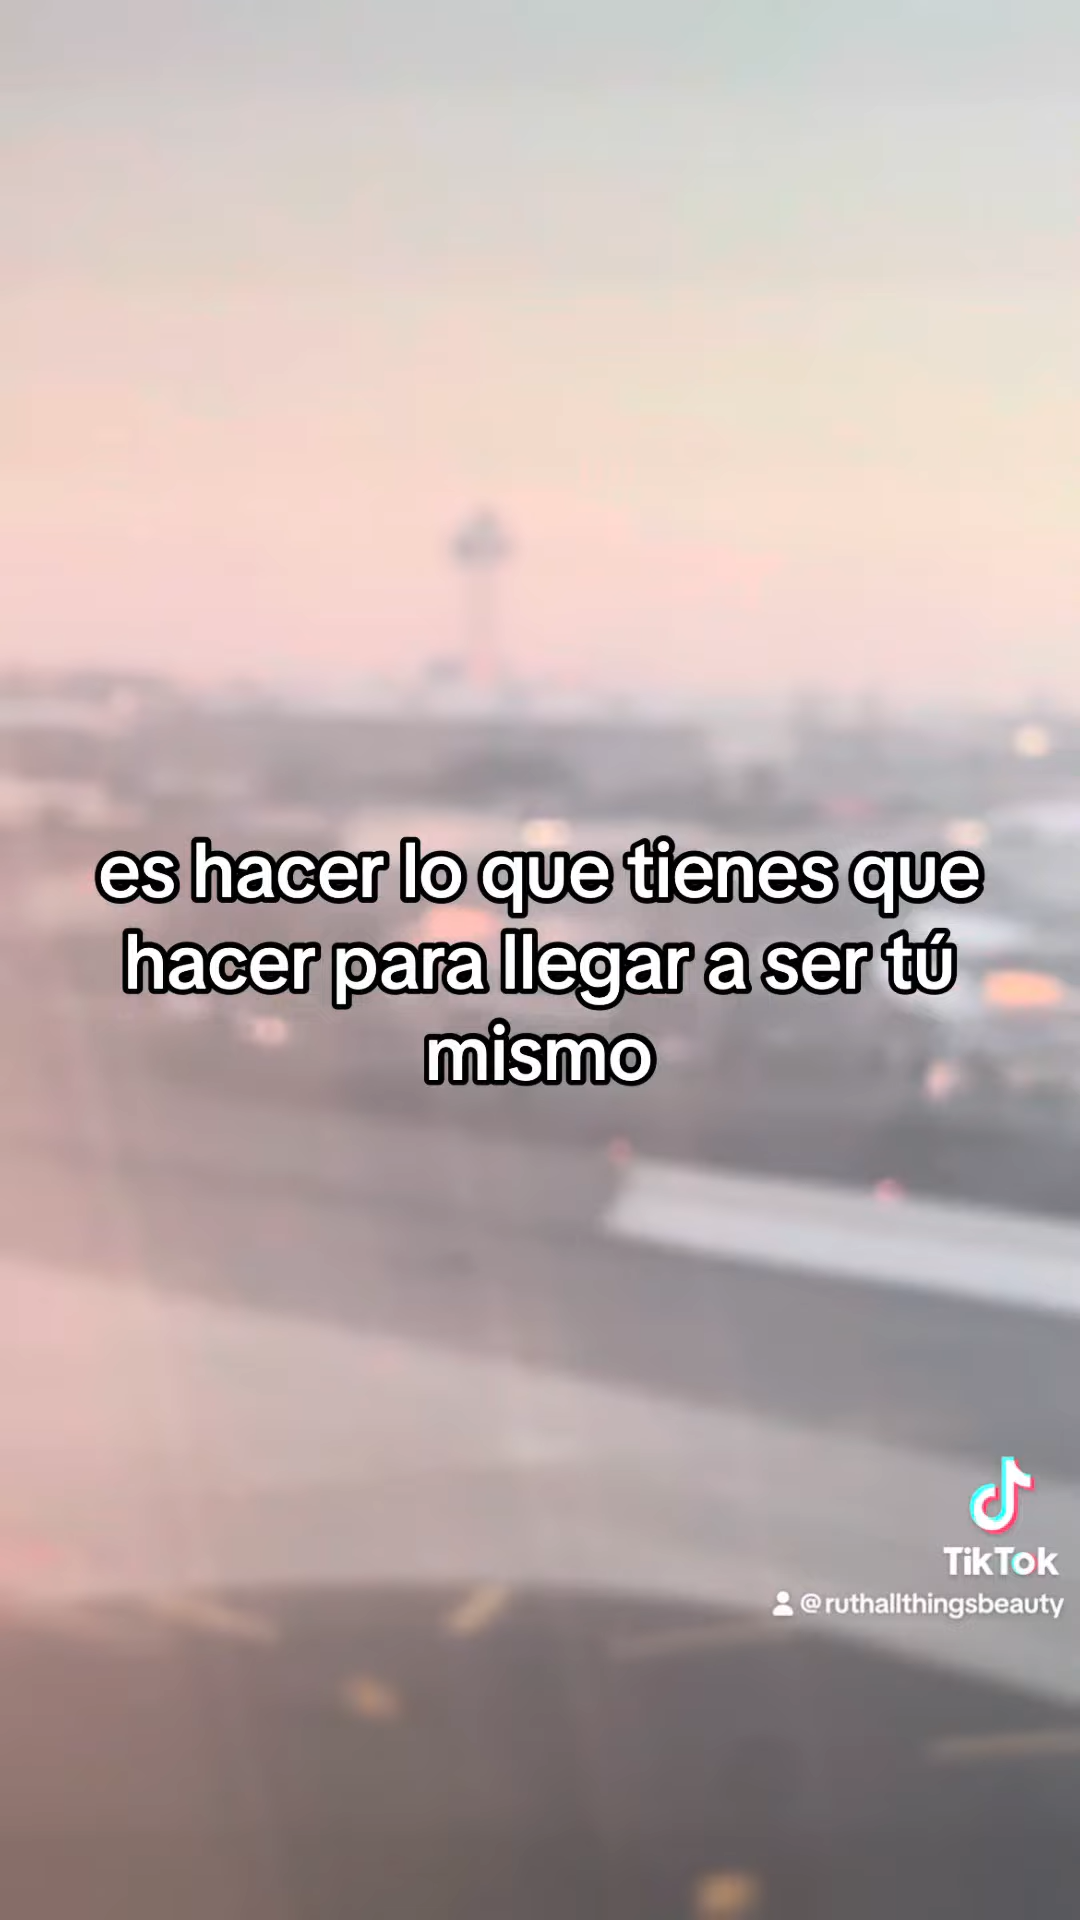 es hacer lo que tienes que
hacer para llegar a ser tú
mismo
TikTok
@ruthallthingsbeauty